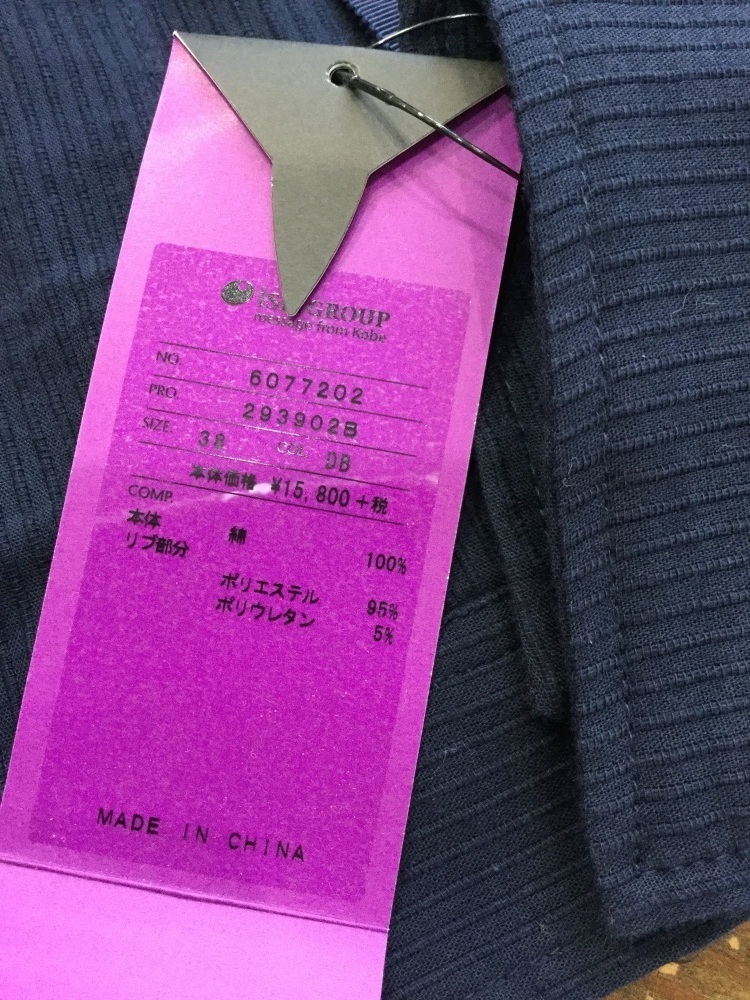 GROUP
message from Kobe
NO. 6077202
PRO. 293902B
SIZE. 38 COL. DB
本体価格 ¥15,800+税
COMP.
本体 綿 100%
リブ部分
ポリエステル 95%
ポリウレタン 5%
MADE IN CHINA